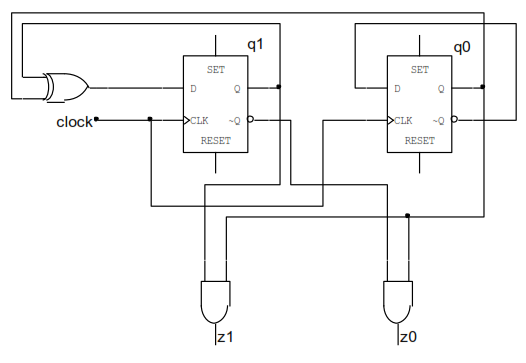 q1
q0
SET
SET
D Q
D Q
clock
CLK ~Q
CLK ~Q
RESET
RESET
z1
z0